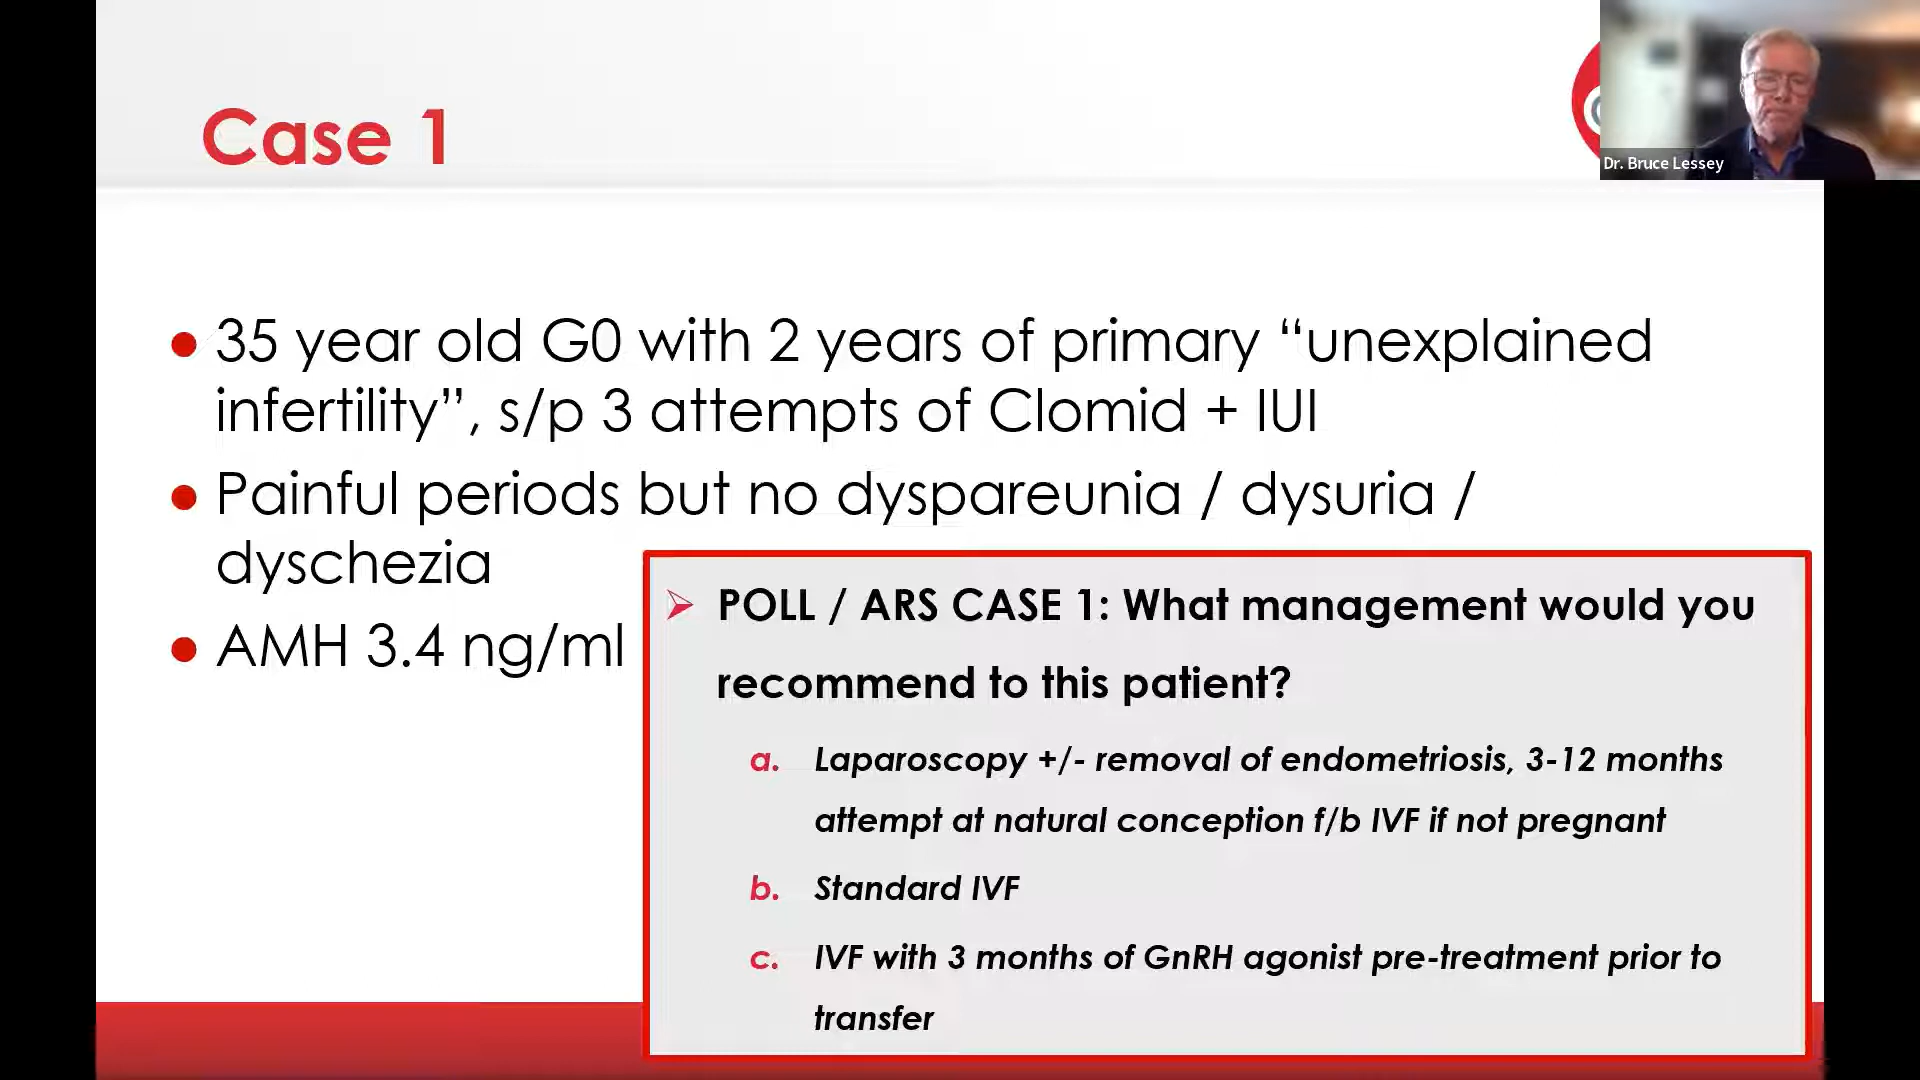 Case 1
Dr. Bruce Lessey
● 35 year old G0 with 2 years of primary “unexplained
infertility”, s/p 3 attempts of Clomid + IUI
● Painful periods but no dyspareunia / dysuria /
dyschezia
● AMH 3.4 ng/ml
➢ POLL / ARS CASE 1: What management would you
recommend to this patient?
a. Laparoscopy +/- removal of endometriosis, 3-12 months
attempt at natural conception f/b IVF if not pregnant
b. Standard IVF
c. IVF with 3 months of GnRH agonist pre-treatment prior to
transfer